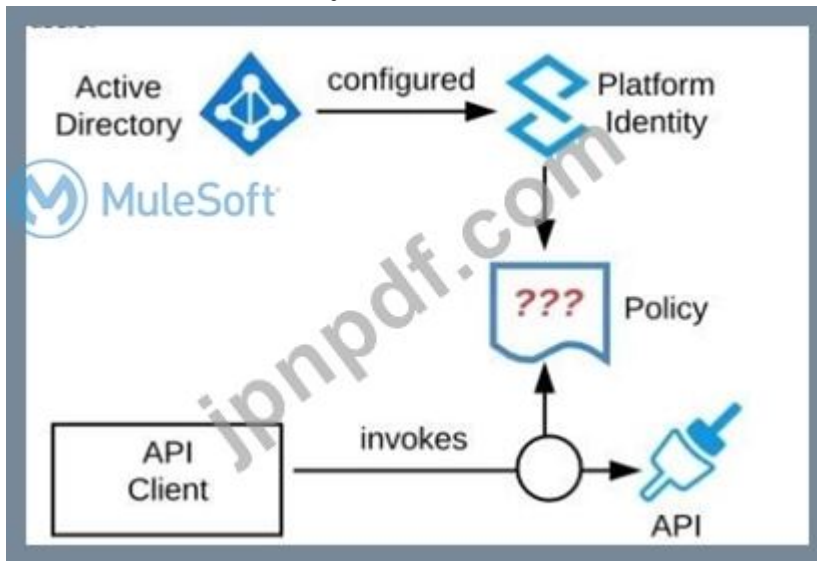 Active
Directory
configured
Platform
Identity
MuleSoft
???
Policy
jpnpdf.com
API
Client
invokes
API